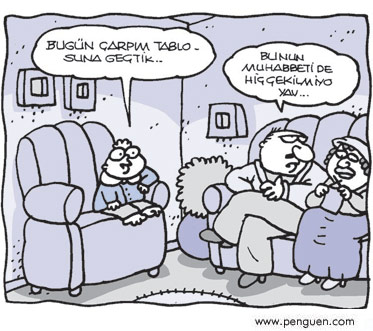 BUGÜN ÇARPIM TABLO -
SUNA GEÇTİK..
BUNUN
MUHABBETİ DE
HİÇ ÇEKİLMİYO
YAV...
www.penguen.com